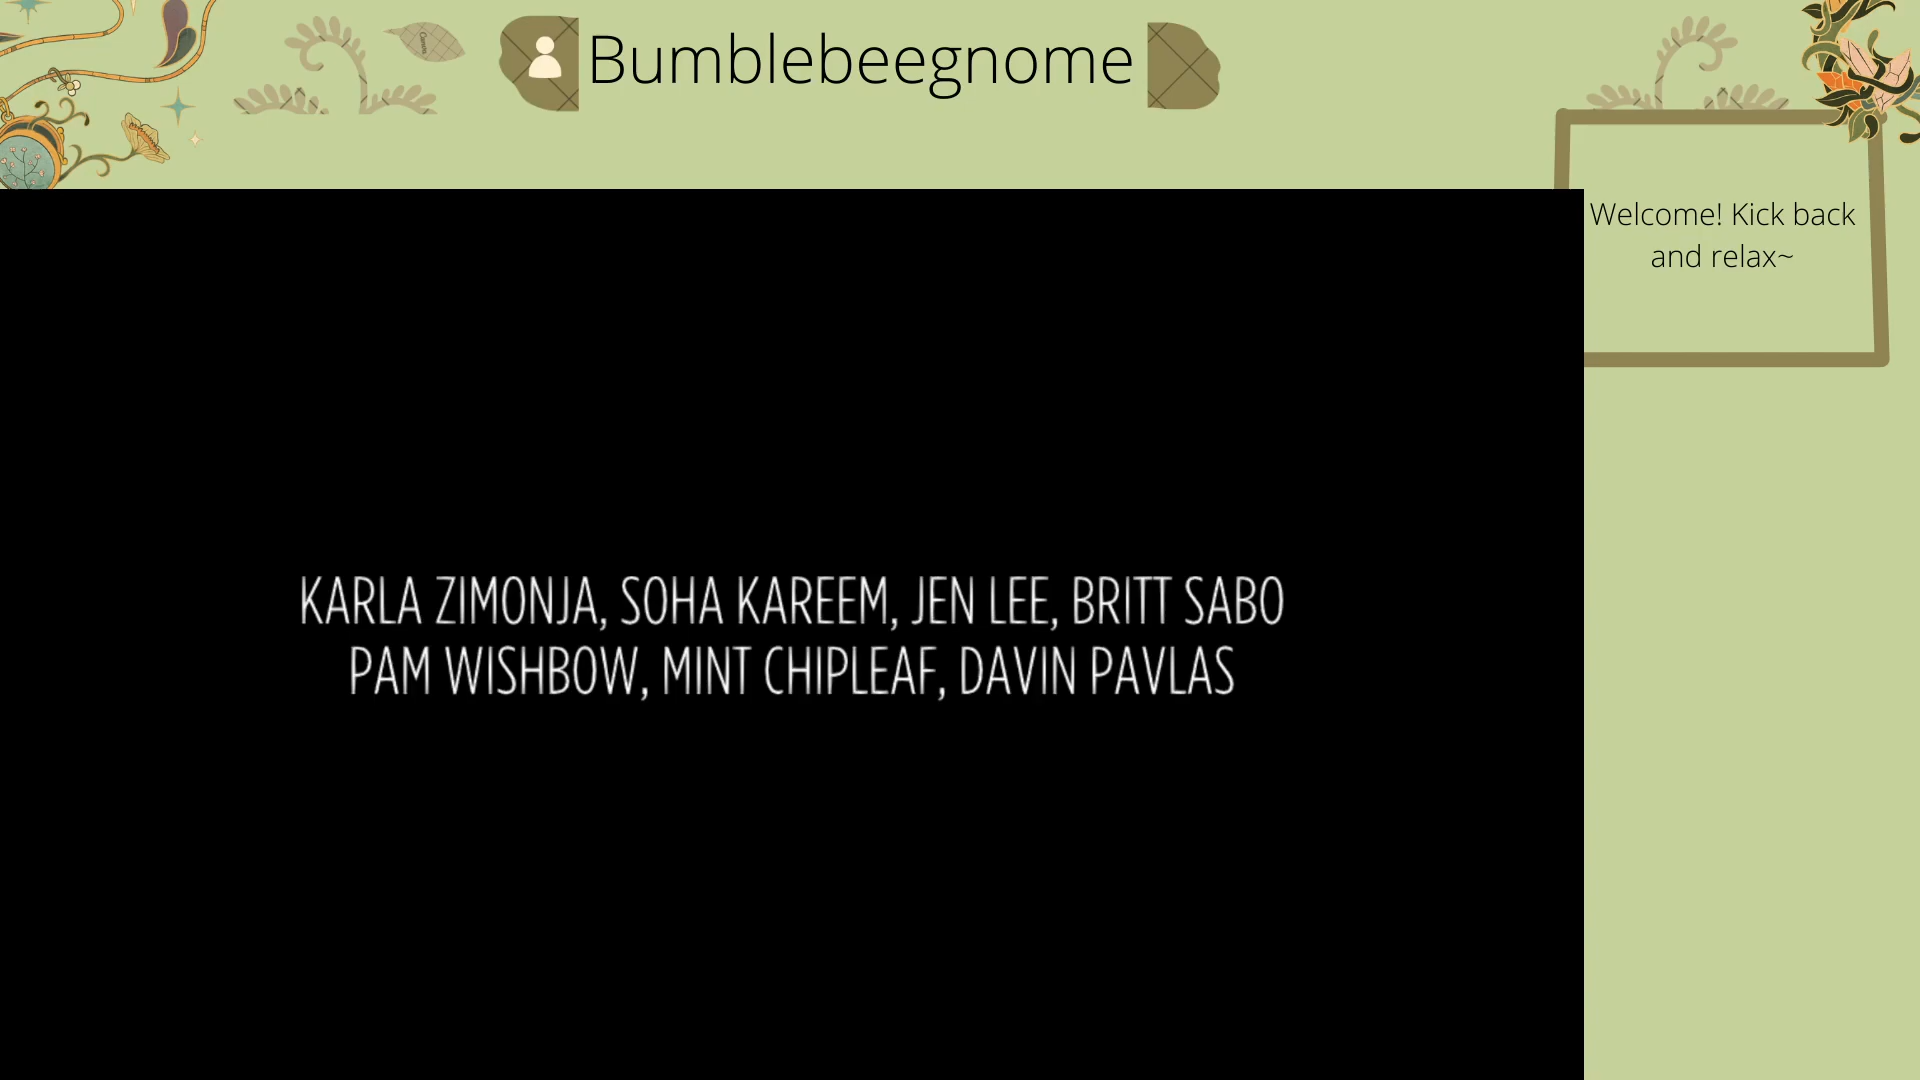 Bumblebeegnome
Canva
Welcome! Kick back
and relax~
KARLA ZIMONJA, SOHA KAREEM, JEN LEE, BRITT SABO
PAM WISHBOW, MINT CHIPLEAF, DAVIN PAVLAS